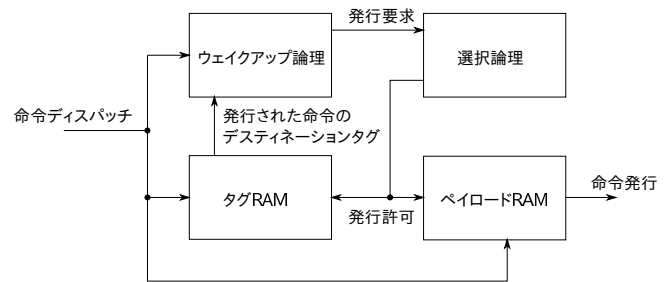 発行要求
ウェイクアップ論理
選択論理
命令ディスパッチ
発行された命令の
デスティネーションタグ
タグRAM
発行許可
ペイロードRAM
命令発行